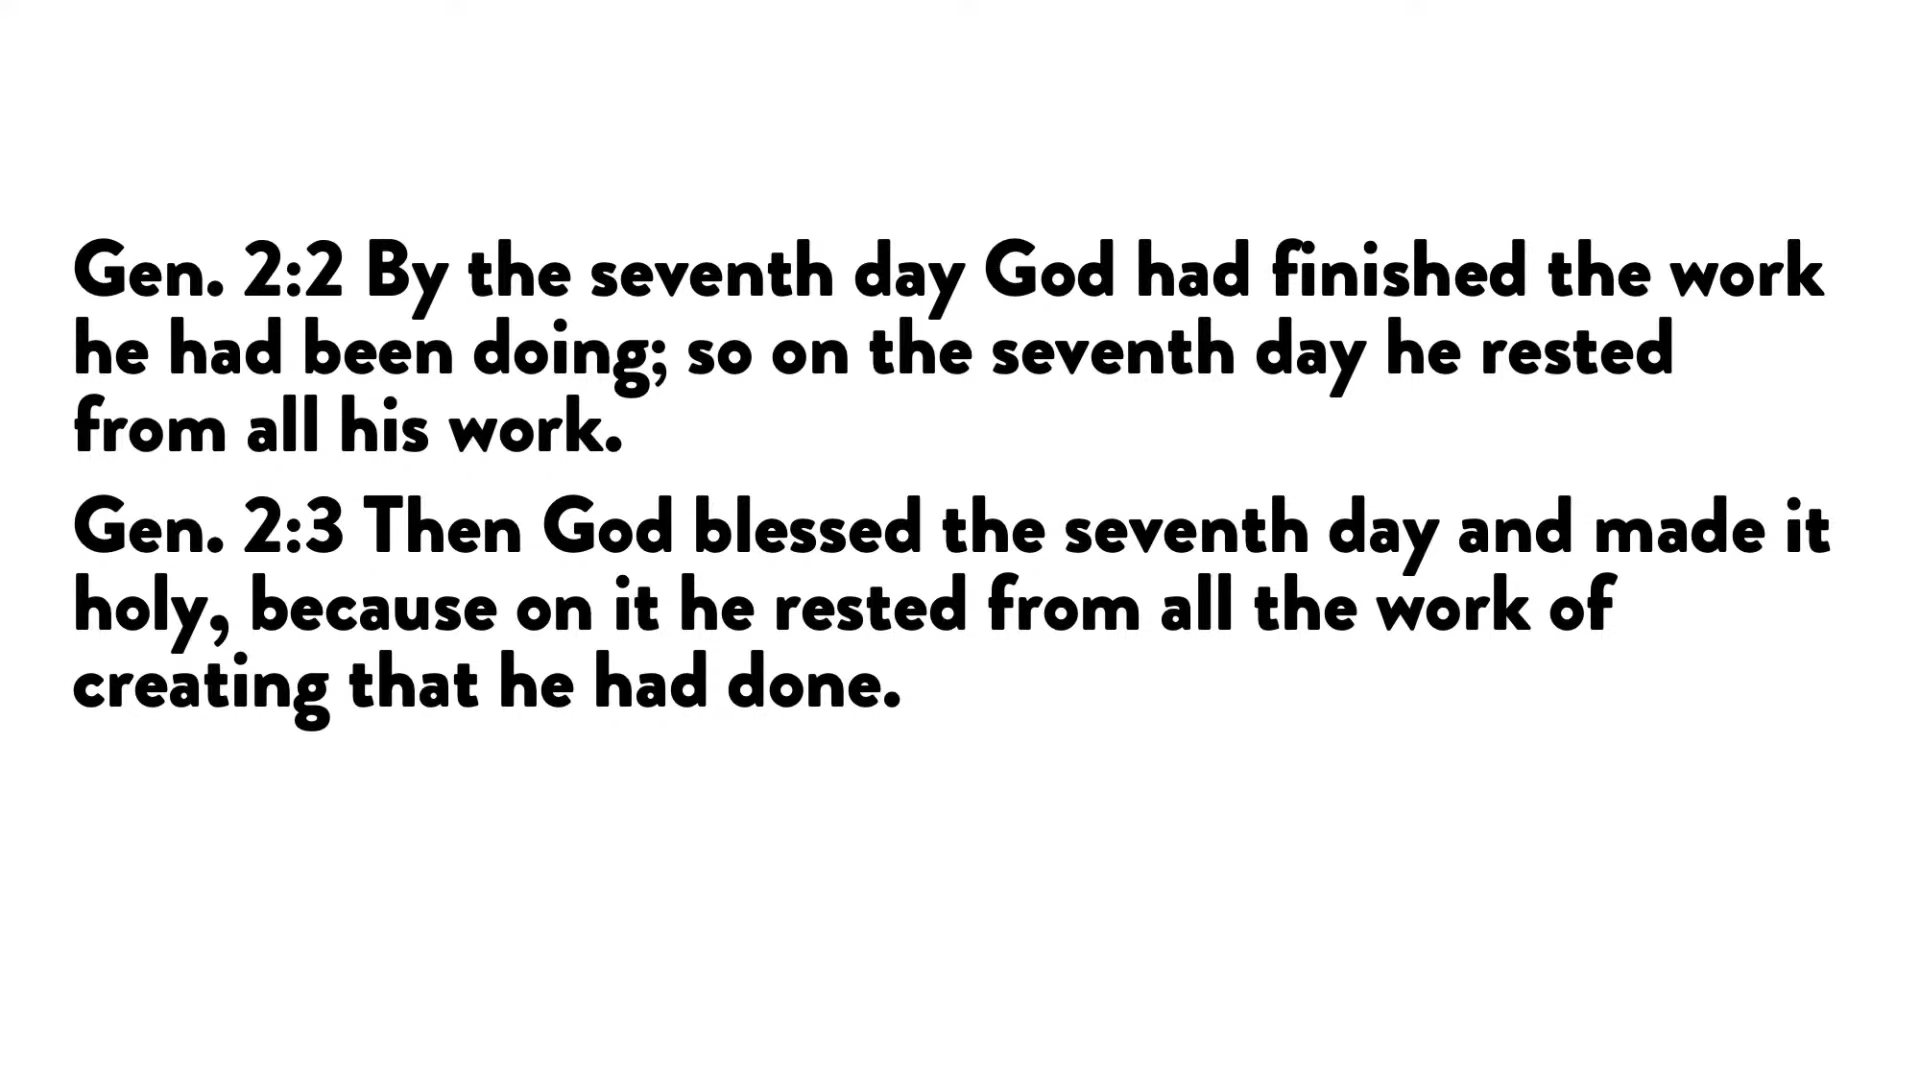 Gen. 2:2 By the seventh day God had finished the work
he had been doing; so on the seventh day he rested
from all his work.
Gen. 2:3 Then God blessed the seventh day and made it
holy, because on it he rested from all the work of
creating that he had done.